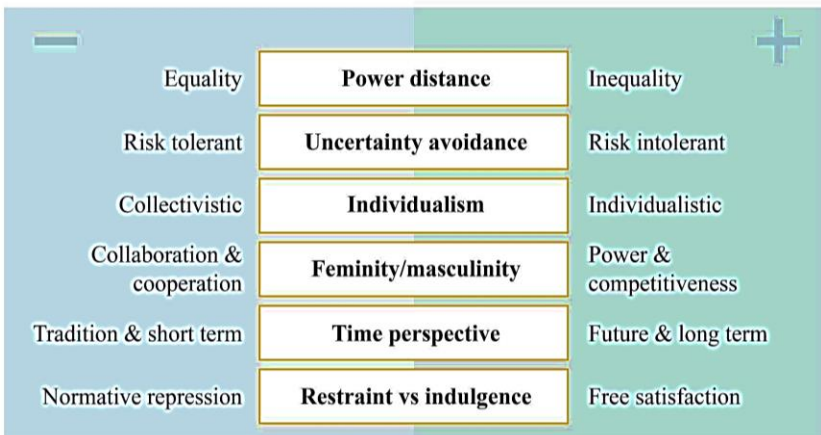 Equality Power distance Inequality
Risk tolerant Uncertainty avoidance Risk intolerant
Collectivistic Individualism Individualistic
Collaboration &
cooperation
Feminity/masculinity
Power &
competitiveness
Tradition & short term Time perspective Future & long term
Normative repression Restraint vs indulgence Free satisfaction